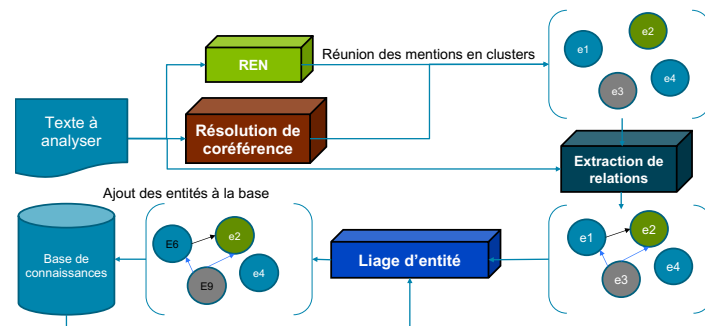 REN
Réunion des mentions en clusters
e1
e2
e3
e4
Texte à
analyser
Résolution de
coréférence
Extraction de
relations
Ajout des entités à la base
Base de
connaissances
E6
e2
E9
e4
Liage d'entité
e1
e2
e3
e4